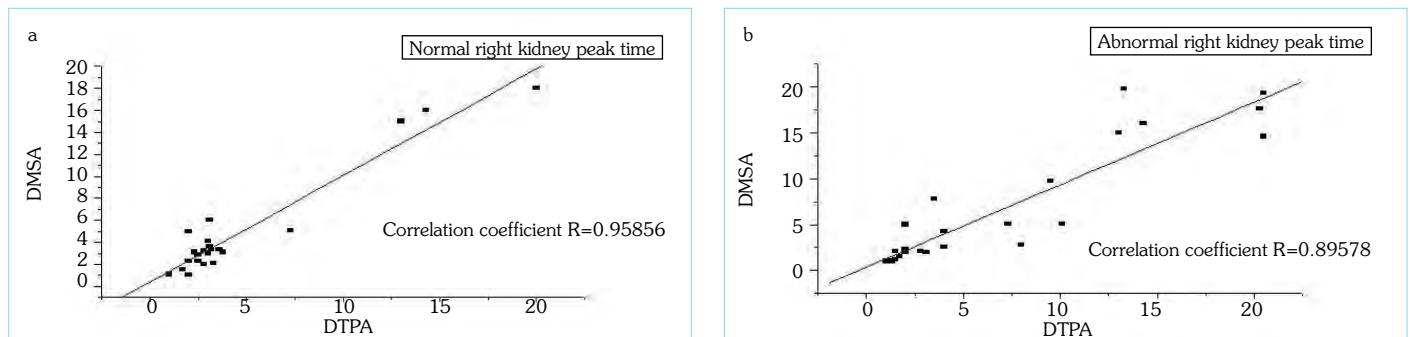 a
Normal right kidney peak time
20
18
16
14
12
10
8
6
4
2
0
DMSA
Correlation coefficient R=0.95856
0 5 10 15 20
DTPA
b
Abnormal right kidney peak time
20
15
10
5
0
DMSA
Correlation coefficient R=0.89578
0 5 10 15 20
DTPA